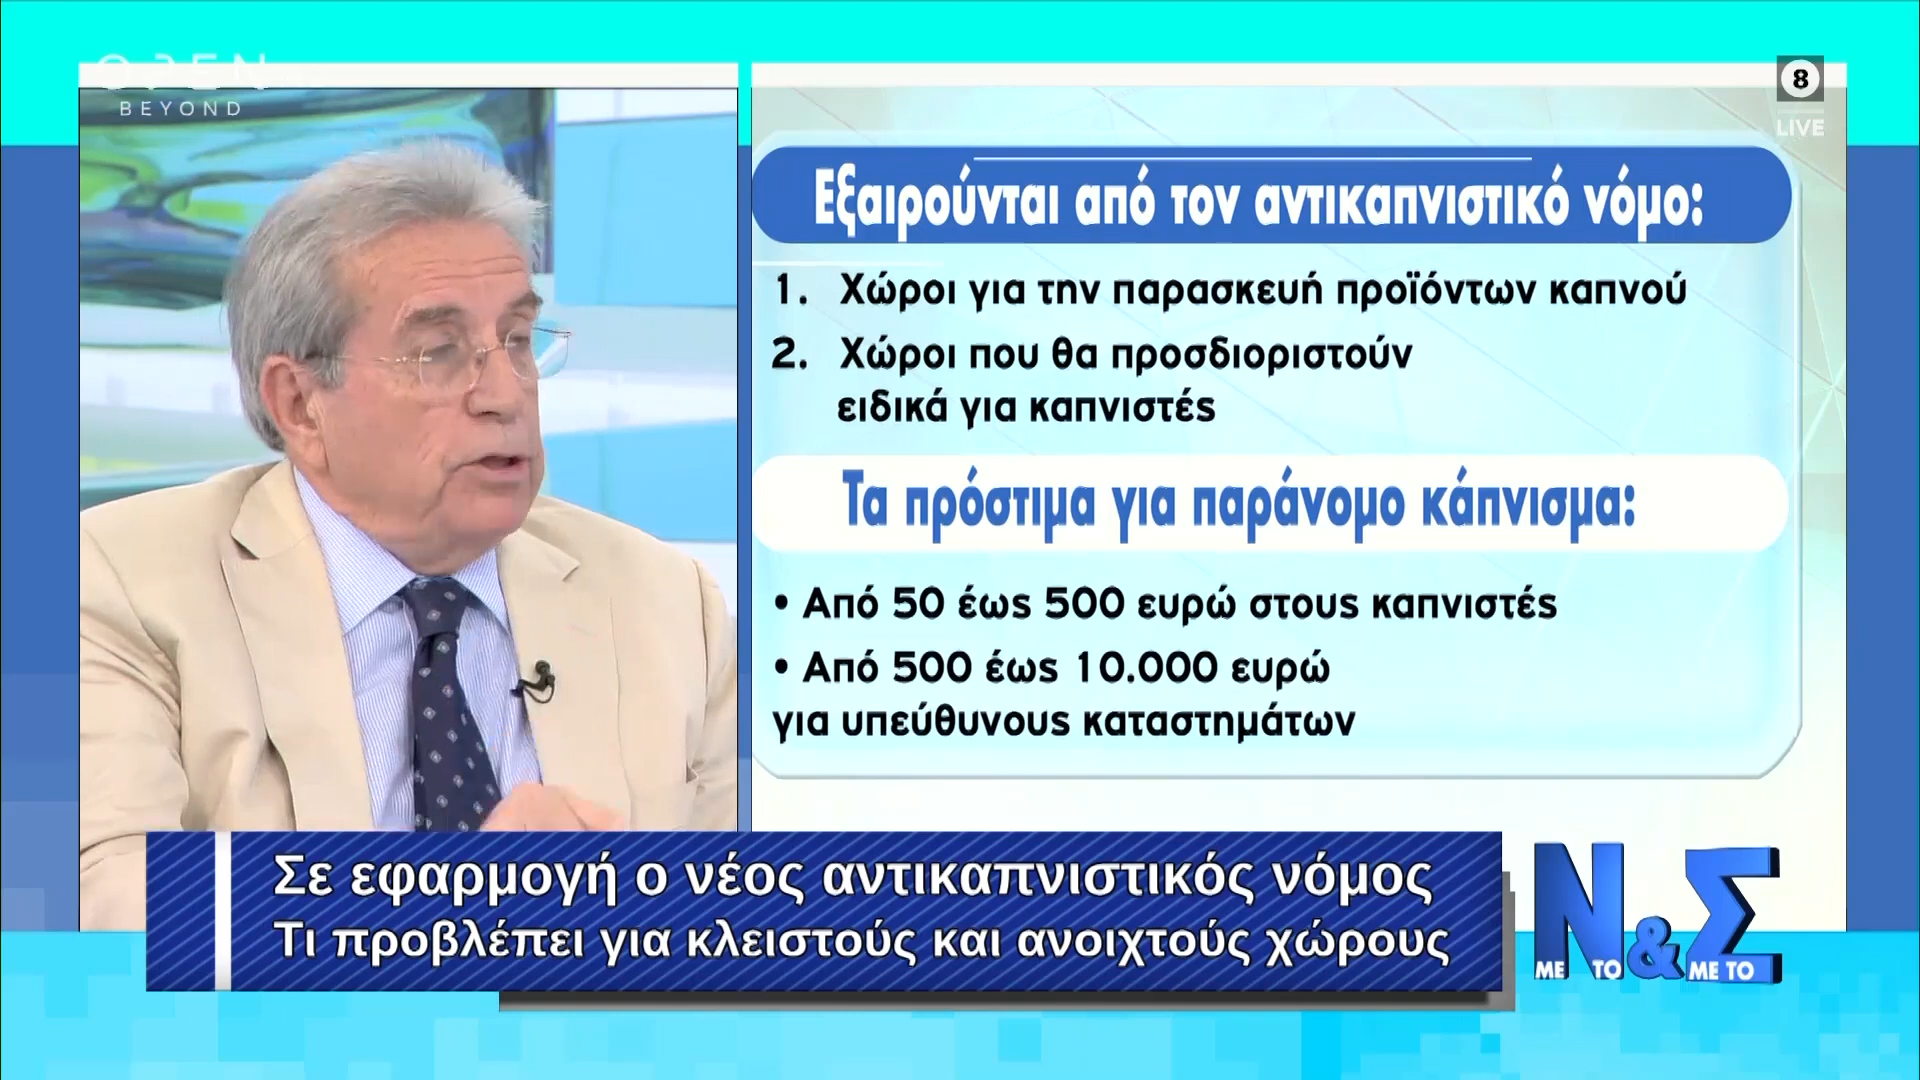 OPEN
BEYOND
8
LIVE
Εξαιρούνται από τον αντικαπνιστικό νόμο:
1. Χώροι για την παρασκευή προϊόντων καπνού
2. Χώροι που θα προσδιοριστούν
ειδικά για καπνιστές
Τα πρόστιμα για παράνομο κάπνισμα:
• Από 50 έως 500 ευρώ στους καπνιστές
• Από 500 έως 10.000 ευρώ
για υπεύθυνους καταστημάτων
Σε εφαρμογή ο νέος αντικαπνιστικός νόμος
Τι προβλέπει για κλειστούς και ανοιχτούς χώρους
Ν&Σ
ΜΕ ΤΟ ΜΕ ΤΟ